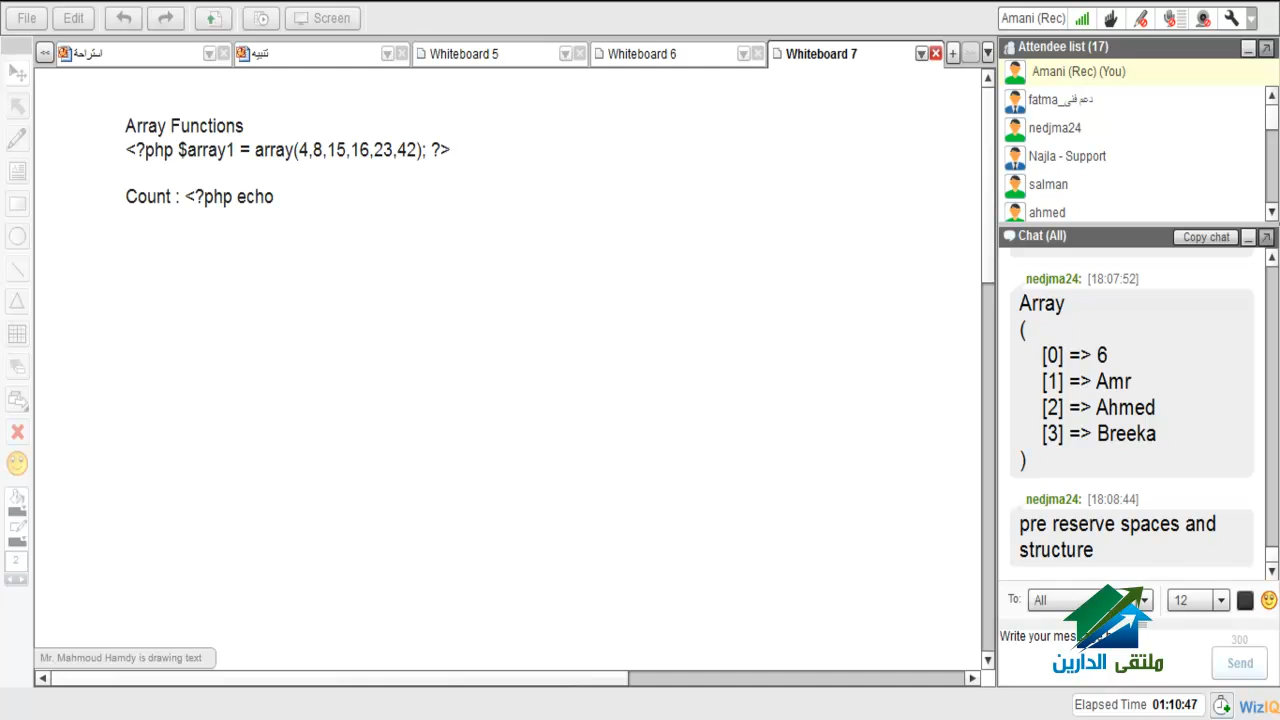 File
Edit
Screen
Amani (Rec)
<<
استراحة
تنبيه
Whiteboard 5
Whiteboard 6
Whiteboard 7
Array Functions
<?php $array1 = array(4,8,15,16,23,42); ?>
Count : <?php echo
2
Mr. Mahmoud Hamdy is drawing text
Attendee list (17)
Amani (Rec) (You)
fatma_دعم فنى
nedjma24
Najla - Support
salman
ahmed
Chat (All)
Copy chat
nedjma24: [18:07:52]
Array
(
[0] => 6
[1] => Amr
[2] => Ahmed
[3] => Breeka
)
nedjma24: [18:08:44]
pre reserve spaces and
structure
To:
All
12
Write your mes
300
Send
ملتقى الدارين
Elapsed Time 01:10:47
WizIQ